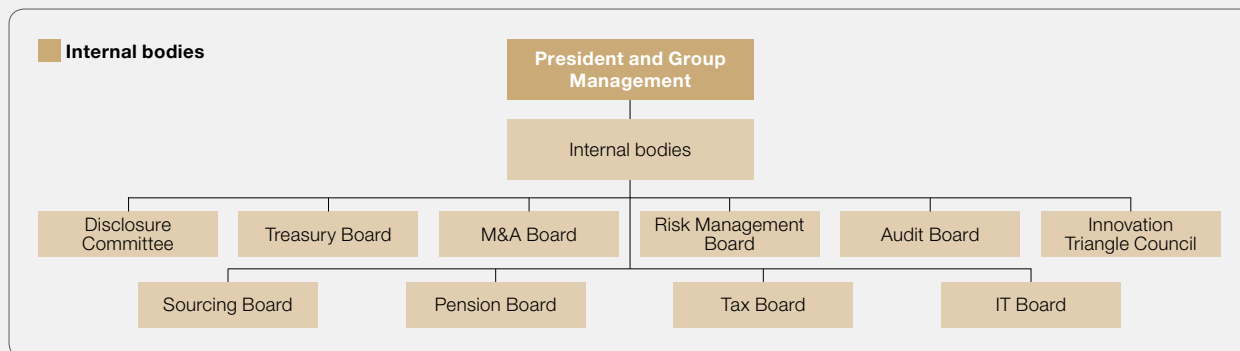 Internal bodies
President and Group
Management
Internal bodies
Disclosure
Committee
Treasury Board
M&A Board
Risk Management
Board
Audit Board
Innovation
Triangle Council
Sourcing Board
Pension Board
Tax Board
IT Board